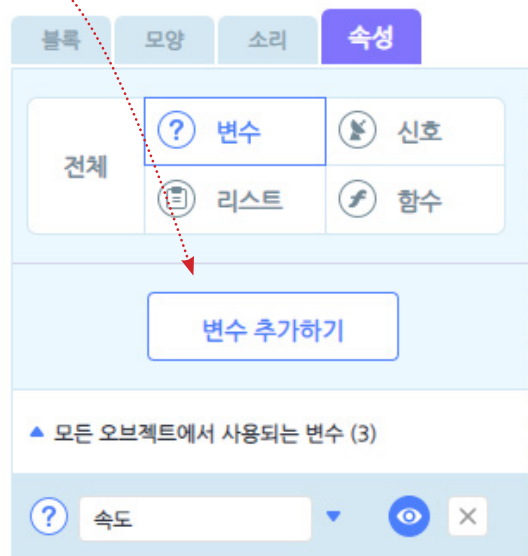 블록 모양 소리 속성
전체
변수 신호
리스트 함수
변수 추가하기
모든 오브젝트에서 사용되는 변수 (3)
속도